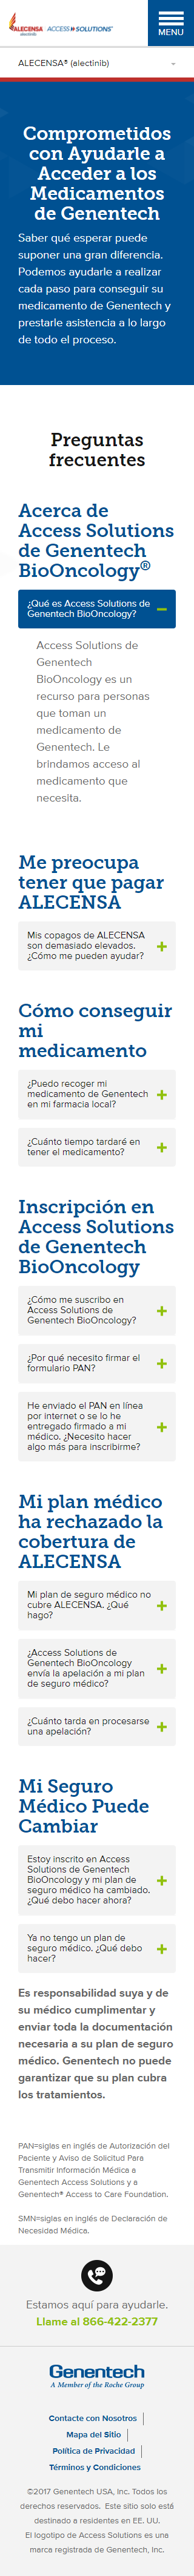 ALECENSA
alectinib
ACCESS SOLUTIONS®
MENU
ALECENSA® (alectinib)
Comprometidos
con Ayudarle a
Acceder a los
Medicamentos
de Genentech
Saber qué esperar puede
suponer una gran diferencia.
Podemos ayudarle a realizar
cada paso para conseguir su
medicamento de Genentech y
prestarle asistencia a lo largo
de todo el proceso.
Preguntas
frecuentes
Acerca de
Access Solutions
de Genentech
BioOncology®
¿Qué es Access Solutions de
Genentech BioOncology?
Access Solutions de
Genentech
BioOncology es un
recurso para personas
que toman un
medicamento de
Genentech. Le
brindamos acceso al
medicamento que
necesita.
Me preocupa
tener que pagar
ALECENSA
Mis copagos de ALECENSA
son demasiado elevados.
¿Cómo me pueden ayudar?
Cómo conseguir
mi
medicamento
¿Puedo recoger mi
medicamento de Genentech
en mi farmacia local?
¿Cuánto tiempo tardaré en
tener el medicamento?
Inscripción en
Access Solutions
de Genentech
BioOncology
¿Cómo me suscribo en
Access Solutions de
Genentech BioOncology?
¿Por qué necesito firmar el
formulario PAN?
He enviado el PAN en línea
por internet o se lo he
entregado firmado a mi
médico. ¿Necesito hacer
algo más para inscribirme?
Mi plan médico
ha rechazado la
cobertura de
ALECENSA
Mi plan de seguro médico no
cubre ALECENSA. ¿Qué
hago?
¿Access Solutions de
Genentech BioOncology
envía la apelación a mi plan
de seguro médico?
¿Cuánto tarda en procesarse
una apelación?
Mi Seguro
Médico Puede
Cambiar
Estoy inscrito en Access
Solutions de Genentech
BioOncology y mi plan de
seguro médico ha cambiado.
¿Qué debo hacer ahora?
Ya no tengo un plan de
seguro médico. ¿Qué debo
hacer?
Es responsabilidad suya y de
su médico cumplimentar y
enviar toda la documentación
necesaria a su plan de seguro
médico. Genentech no puede
garantizar que su plan cubra
los tratamientos.
PAN=siglas en inglés de Autorización del
Paciente y Aviso de Solicitud Para
Transmitir Información Médica a
Genentech Access Solutions y a
Genentech® Access to Care Foundation.
SMN=siglas en inglés de Declaración de
Necesidad Médica.
Estamos aquí para ayudarle.
Llame al 866-422-2377
Genentech
A Member of the Roche Group
Contacte con Nosotros
Mapa del Sitio
Política de Privacidad
Términos y Condiciones
©2017 Genentech USA, Inc. Todos los
derechos reservados. Este sitio solo está
destinado a residentes en EE. UU.
El logotipo de Access Solutions es una
marca registrada de Genentech, Inc.